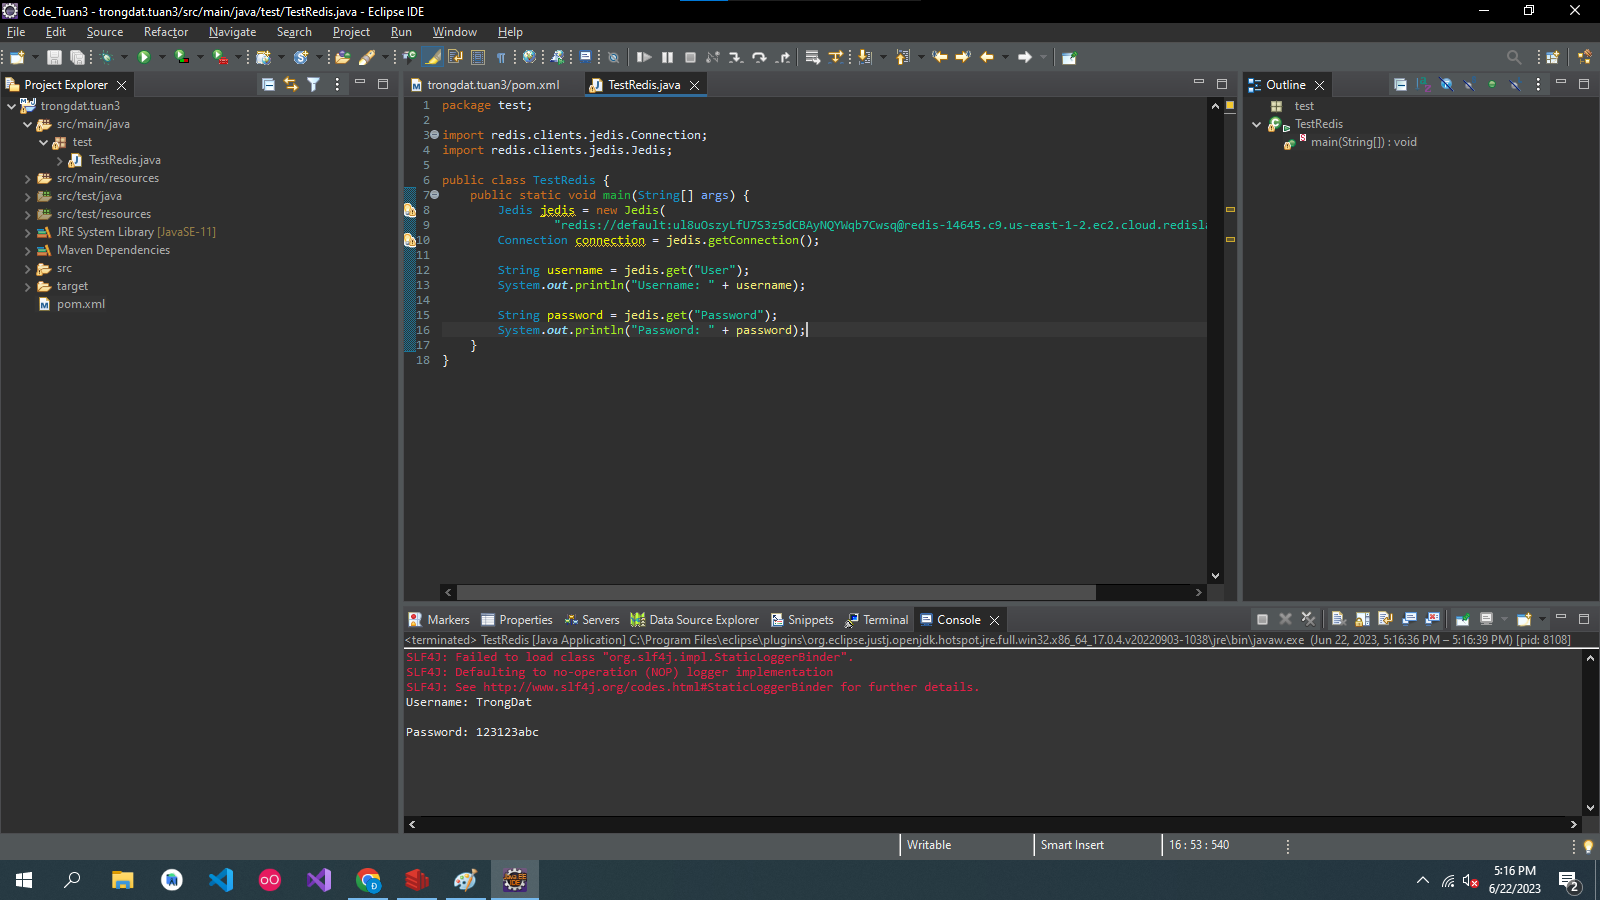 Code_Tuan3 - trongdat.tuan3/src/main/java/test/TestRedis.java - Eclipse IDE
File Edit Source Refactor Navigate Search Project Run Window Help
Project Explorer
trongdat.tuan3
src/main/java
test
TestRedis.java
src/main/resources
src/test/java
src/test/resources
JRE System Library [JavaSE-11]
Maven Dependencies
src
target
pom.xml
trongdat.tuan3/pom.xml TestRedis.java
1 package test;
2
3 import redis.clients.jedis.Connection;
4 import redis.clients.jedis.Jedis;
5
6 public class TestRedis {
7 public static void main(String[] args) {
8 Jedis jedis = new Jedis(
9 "redis://default:ul8uOszyLfU7S3z5dCBAyNQYWqb7Cwsq@redis-14645.c9.us-east-1-2.ec2.cloud.redisla
10 Connection connection = jedis.getConnection();
11
12 String username = jedis.get("User");
13 System.out.println("Username: " + username);
14
15 String password = jedis.get("Password");
16 System.out.println("Password: " + password);
17 }
18 }
Outline
test
TestRedis
main(String[]) : void
Markers Properties Servers Data Source Explorer Snippets Terminal Console
<terminated> TestRedis [Java Application] C:\Program Files\eclipse\plugins\org.eclipse.justj.openjdk.hotspot.jre.full.win32.x86_64_17.0.4.v20220903-1038\jre\bin\javaw.exe (Jun 22, 2023, 5:16:36 PM – 5:16:39 PM) [pid: 8108]
SLF4J: Failed to load class "org.slf4j.impl.StaticLoggerBinder".
SLF4J: Defaulting to no-operation (NOP) logger implementation
SLF4J: See http://www.slf4j.org/codes.html#StaticLoggerBinder for further details.
Username: TrongDat
Password: 123123abc
Writable Smart Insert 16 : 53 : 540
5:16 PM
6/22/2023
2